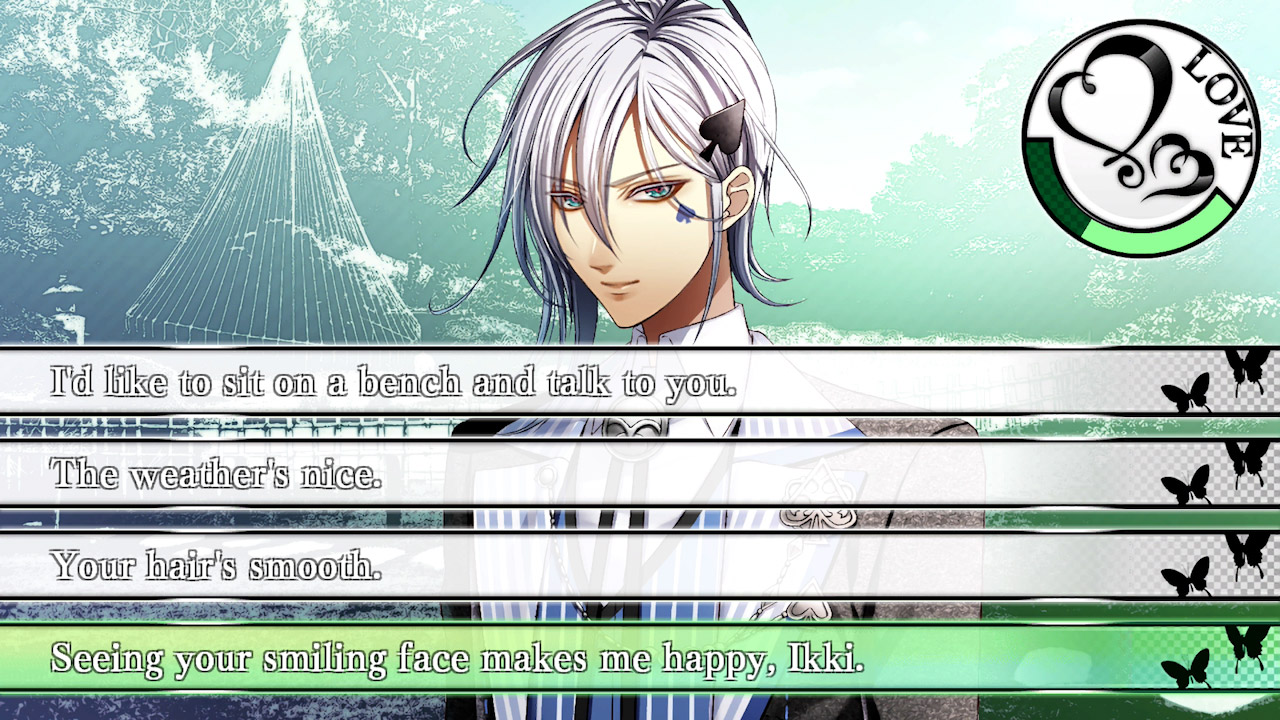 LOVE
I'd like to sit on a bench and talk to you.
The weather's nice.
Your hair's smooth.
Seeing your smiling face makes me happy, Ikki.